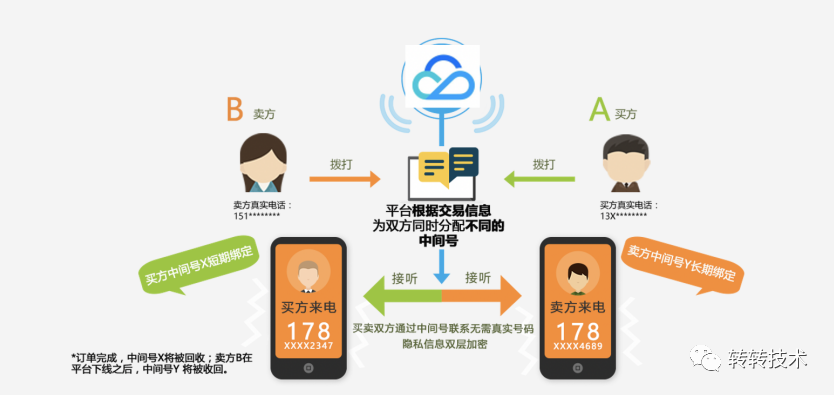 B 卖方
A 买方
拨打
拨打
卖方真实电话：
151********
买方真实电话：
13X********
平台根据交易信息
为双方同时分配不同的
中间号
买方中间号X短期绑定
卖方中间号Y长期绑定
接听
接听
买方来电
178
XXXX2347
卖方来电
178
XXXX4689
买卖双方通过中间号联系无需真实号码
隐私信息双层加密
*订单完成，中间号X将被回收；卖方B在
平台下线之后，中间号Y 将被收回。
转转技术